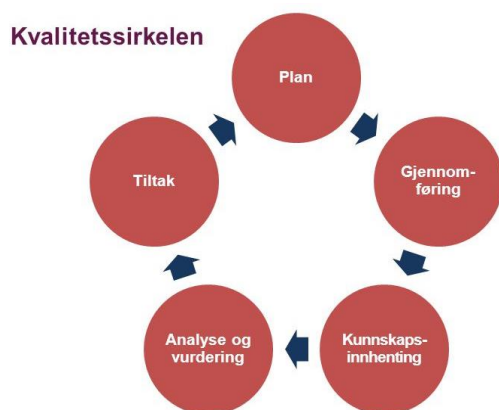 Kvalitetssirkelen
Plan
Gjennom-
føring
Kunnskaps-
innhenting
Analyse og
vurdering
Tiltak